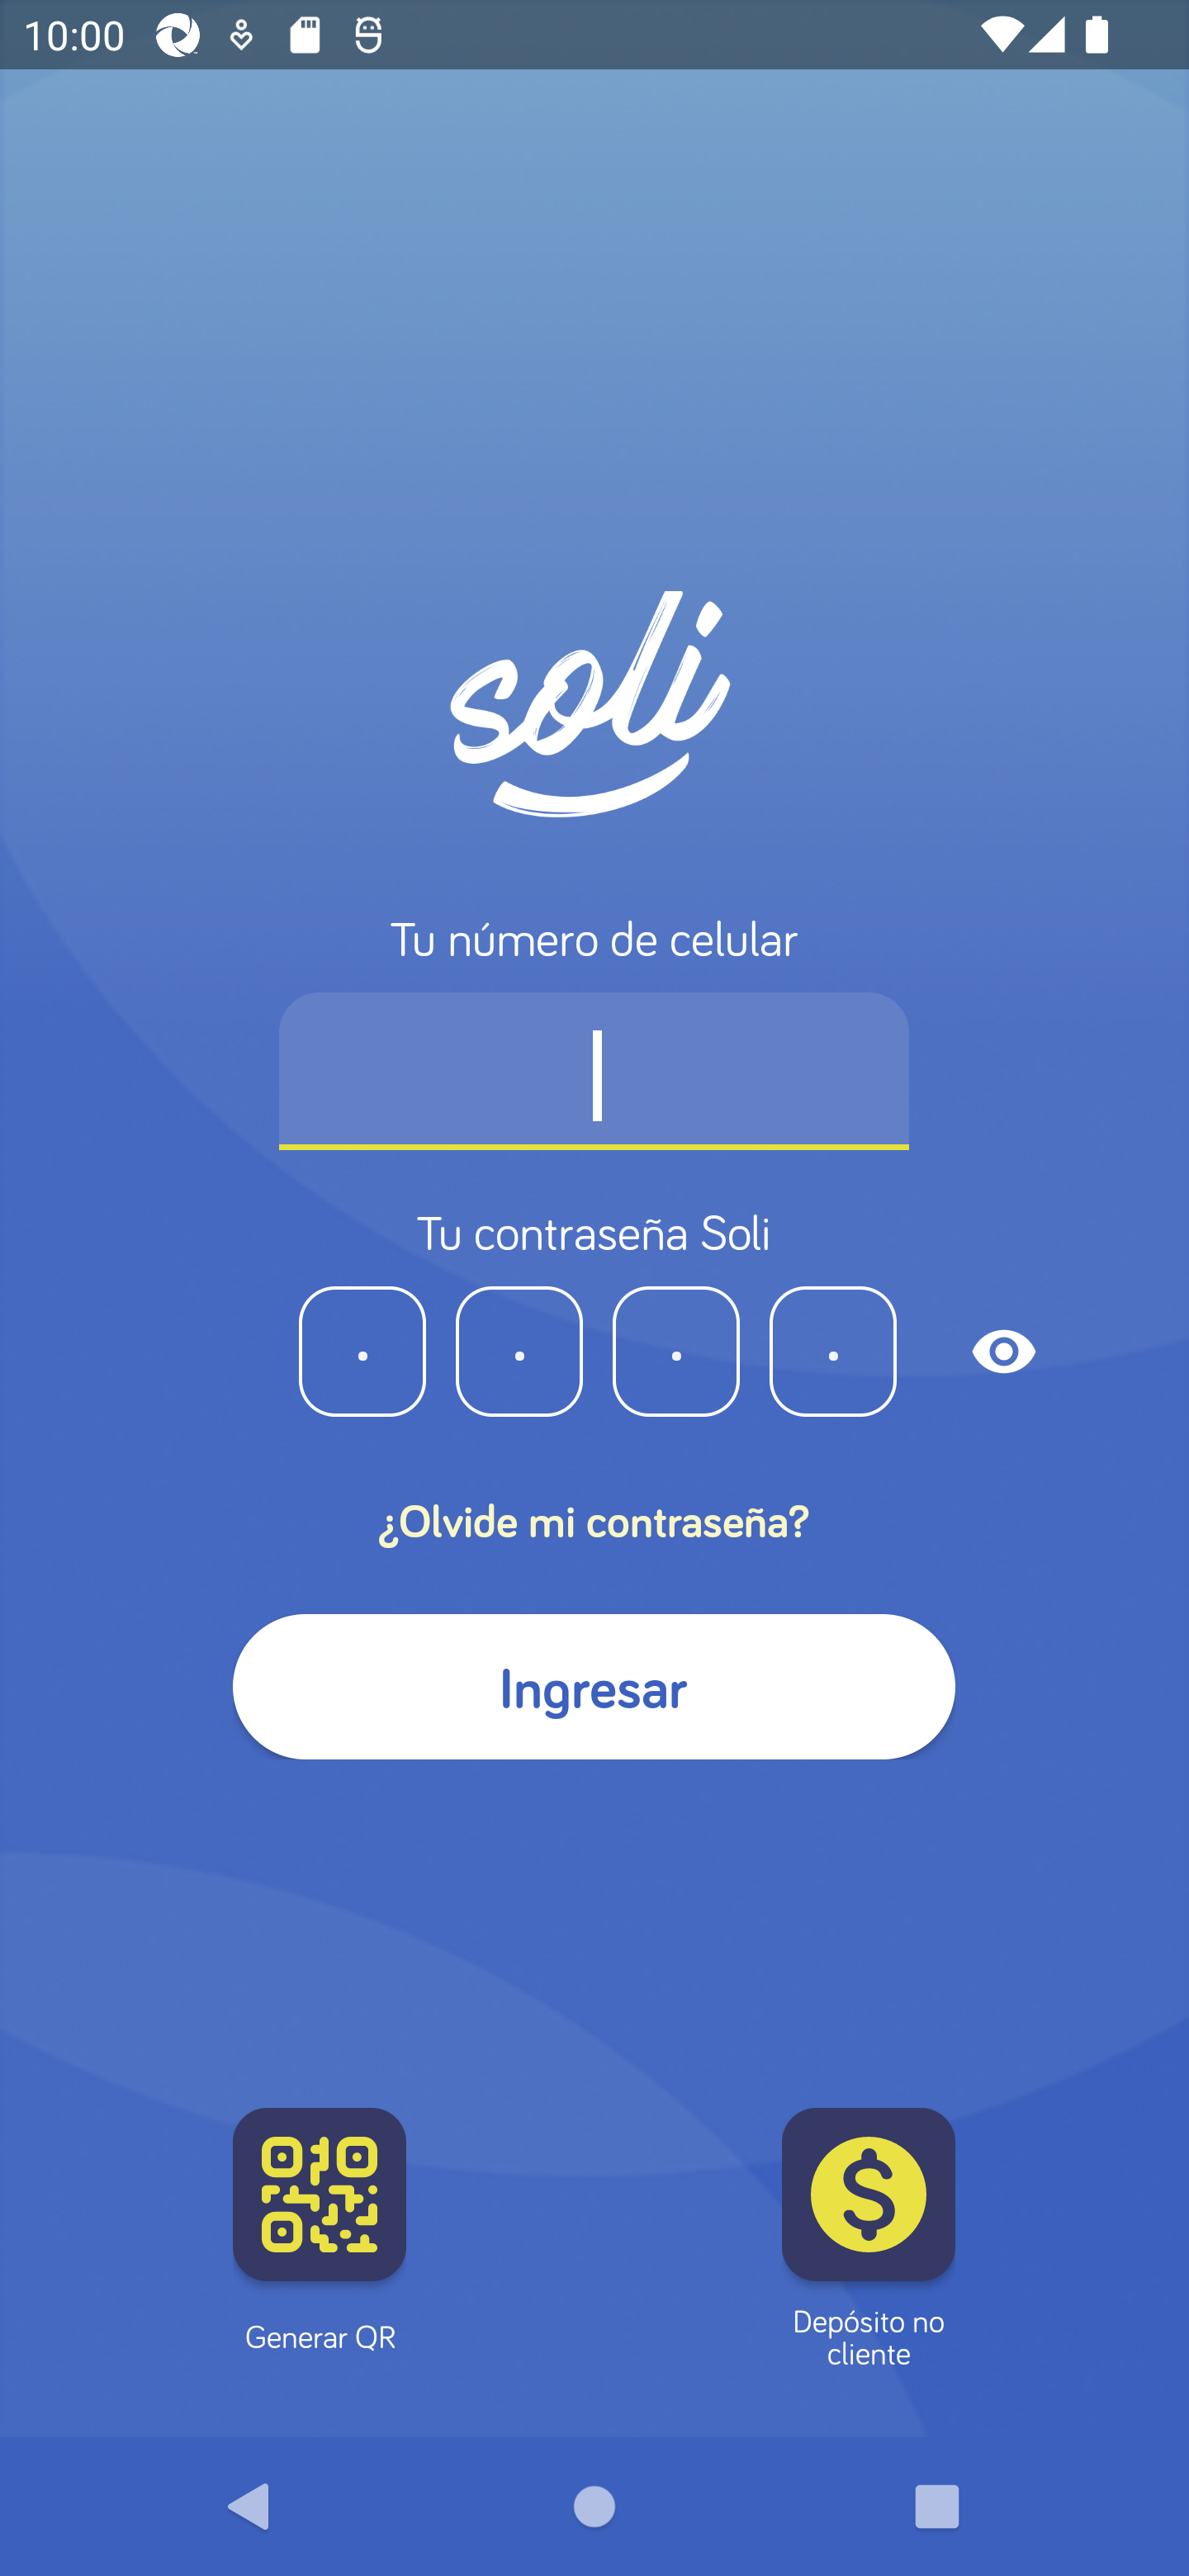 10:00
soli
Tu número de celular
Tu contraseña Soli
¿Olvide mi contraseña?
Ingresar
Generar QR
Depósito no
cliente